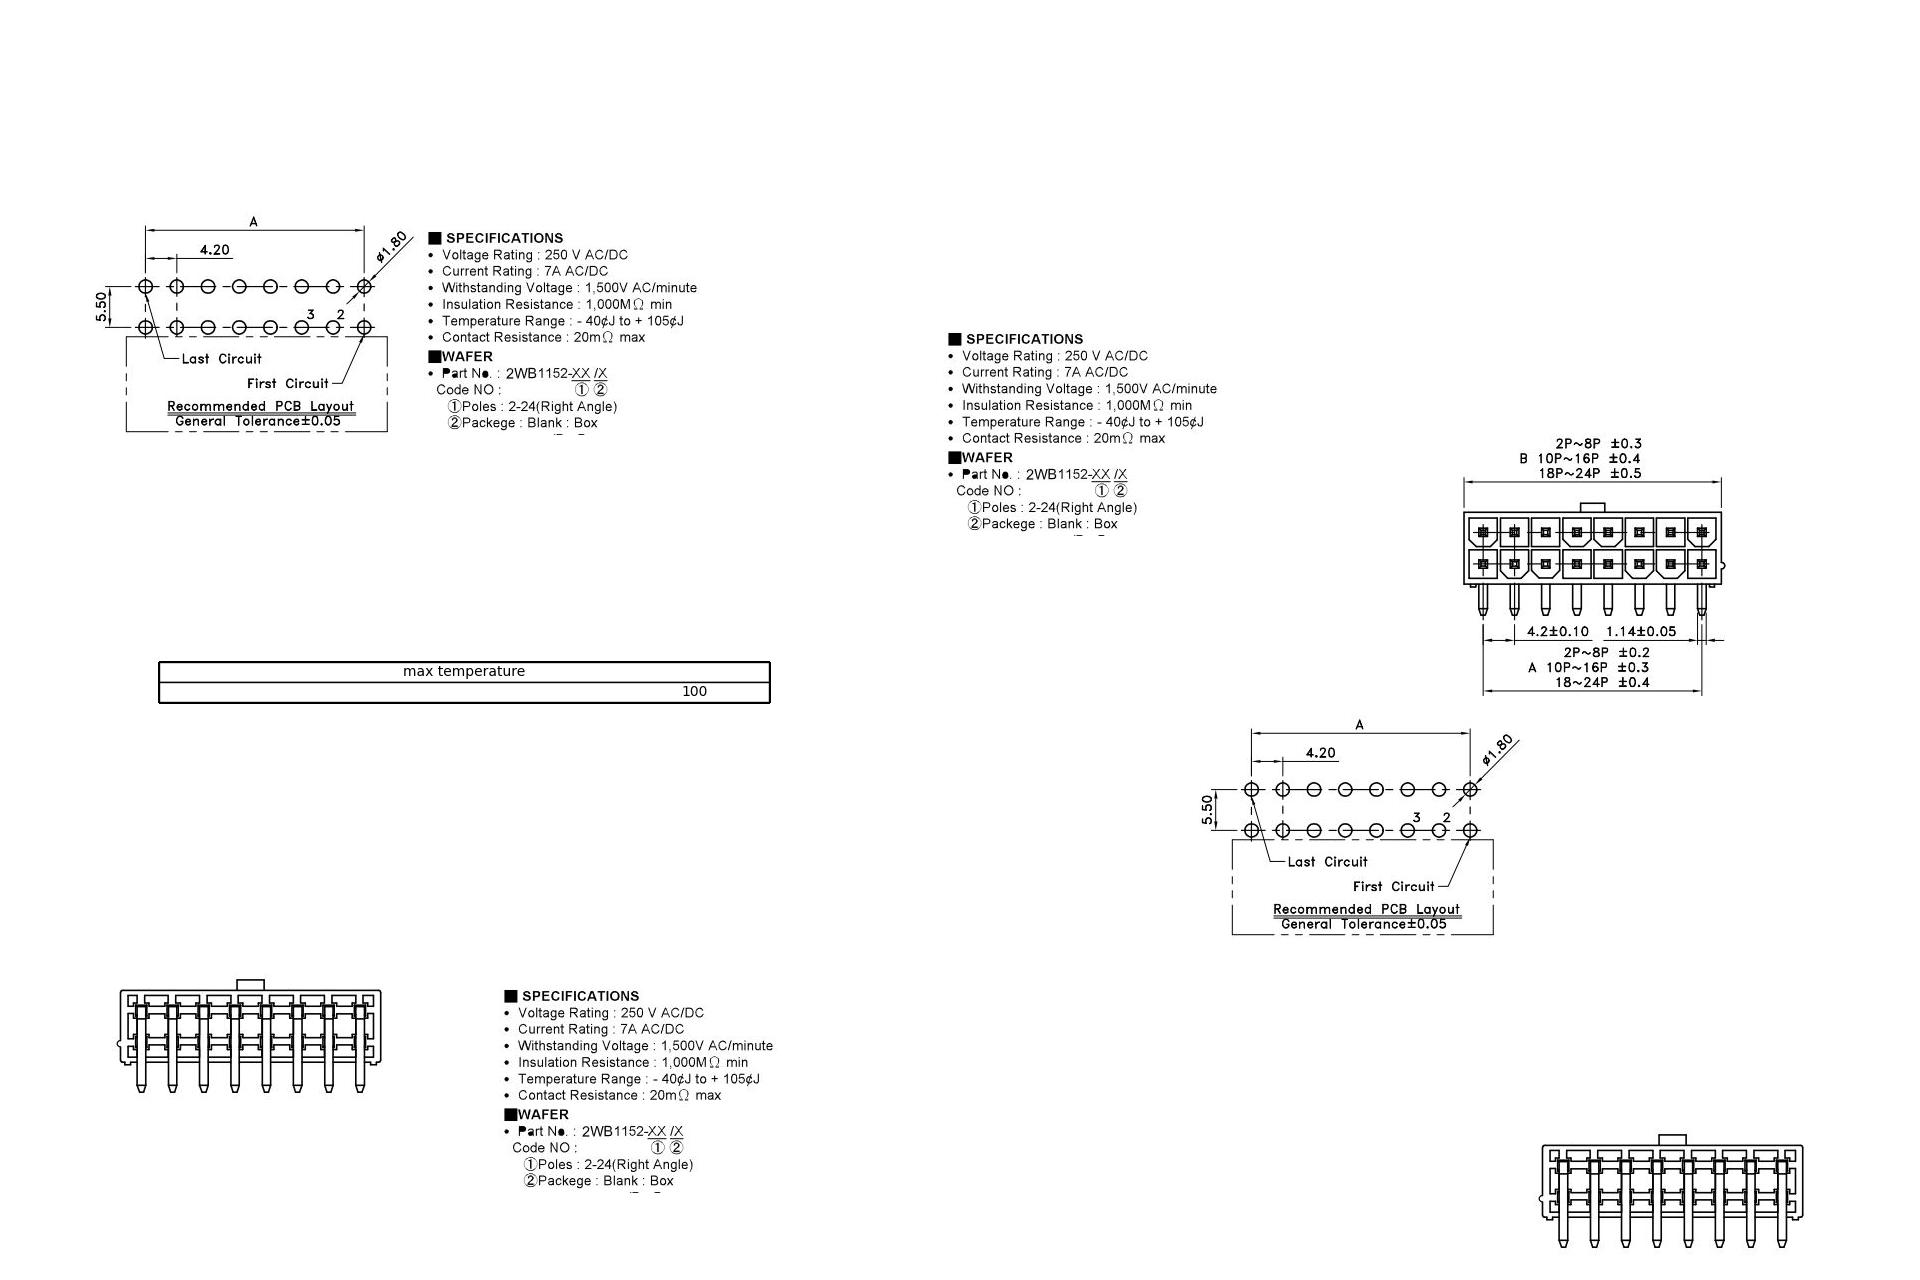 A
4.20
ø1.80
5.50
3 2
Last Circuit
First Circuit
Recommended PCB Layout
General Tolerance±0.05
■ SPECIFICATIONS
• Voltage Rating : 250 V AC/DC
• Current Rating : 7A AC/DC
• Withstanding Voltage : 1,500V AC/minute
• Insulation Resistance : 1,000MΩ min
• Temperature Range : - 40¢J to + 105¢J
• Contact Resistance : 20mΩ max
■WAFER
• Part No. : 2WB1152-XX /X
Code NO : ① ②
①Poles : 2-24(Right Angle)
②Packege : Blank : Box
■ SPECIFICATIONS
• Voltage Rating : 250 V AC/DC
• Current Rating : 7A AC/DC
• Withstanding Voltage : 1,500V AC/minute
• Insulation Resistance : 1,000MΩ min
• Temperature Range : - 40¢J to + 105¢J
• Contact Resistance : 20mΩ max
■WAFER
• Part No. : 2WB1152-XX /X
Code NO : ① ②
①Poles : 2-24(Right Angle)
②Packege : Blank : Box
2P~8P ±0.3
B 10P~16P ±0.4
18P~24P ±0.5
4.2±0.10 1.14±0.05
2P~8P ±0.2
A 10P~16P ±0.3
18~24P ±0.4
max temperature
100
A
4.20
ø1.80
5.50
3 2
Last Circuit
First Circuit
Recommended PCB Layout
General Tolerance±0.05
■ SPECIFICATIONS
• Voltage Rating : 250 V AC/DC
• Current Rating : 7A AC/DC
• Withstanding Voltage : 1,500V AC/minute
• Insulation Resistance : 1,000MΩ min
• Temperature Range : - 40¢J to + 105¢J
• Contact Resistance : 20mΩ max
■WAFER
• Part No. : 2WB1152-XX /X
Code NO : ① ②
①Poles : 2-24(Right Angle)
②Packege : Blank : Box